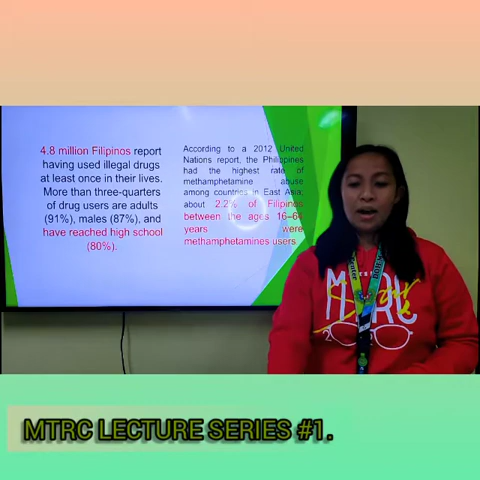 4.8 million Filipinos report
having used illegal drugs
at least once in their lives.
More than three-quarters
of drug users are adults
(91%), males (87%), and
have reached high school
(80%).
According to a 2012 United
Nations report, the Philippines
had the highest rate of
methamphetamine abuse
among countries in East Asia;
about 2.2% of Filipinos
between the ages 16–64
years were
methamphetamines users
MTRC
MTRC LECTURE SERIES #1.